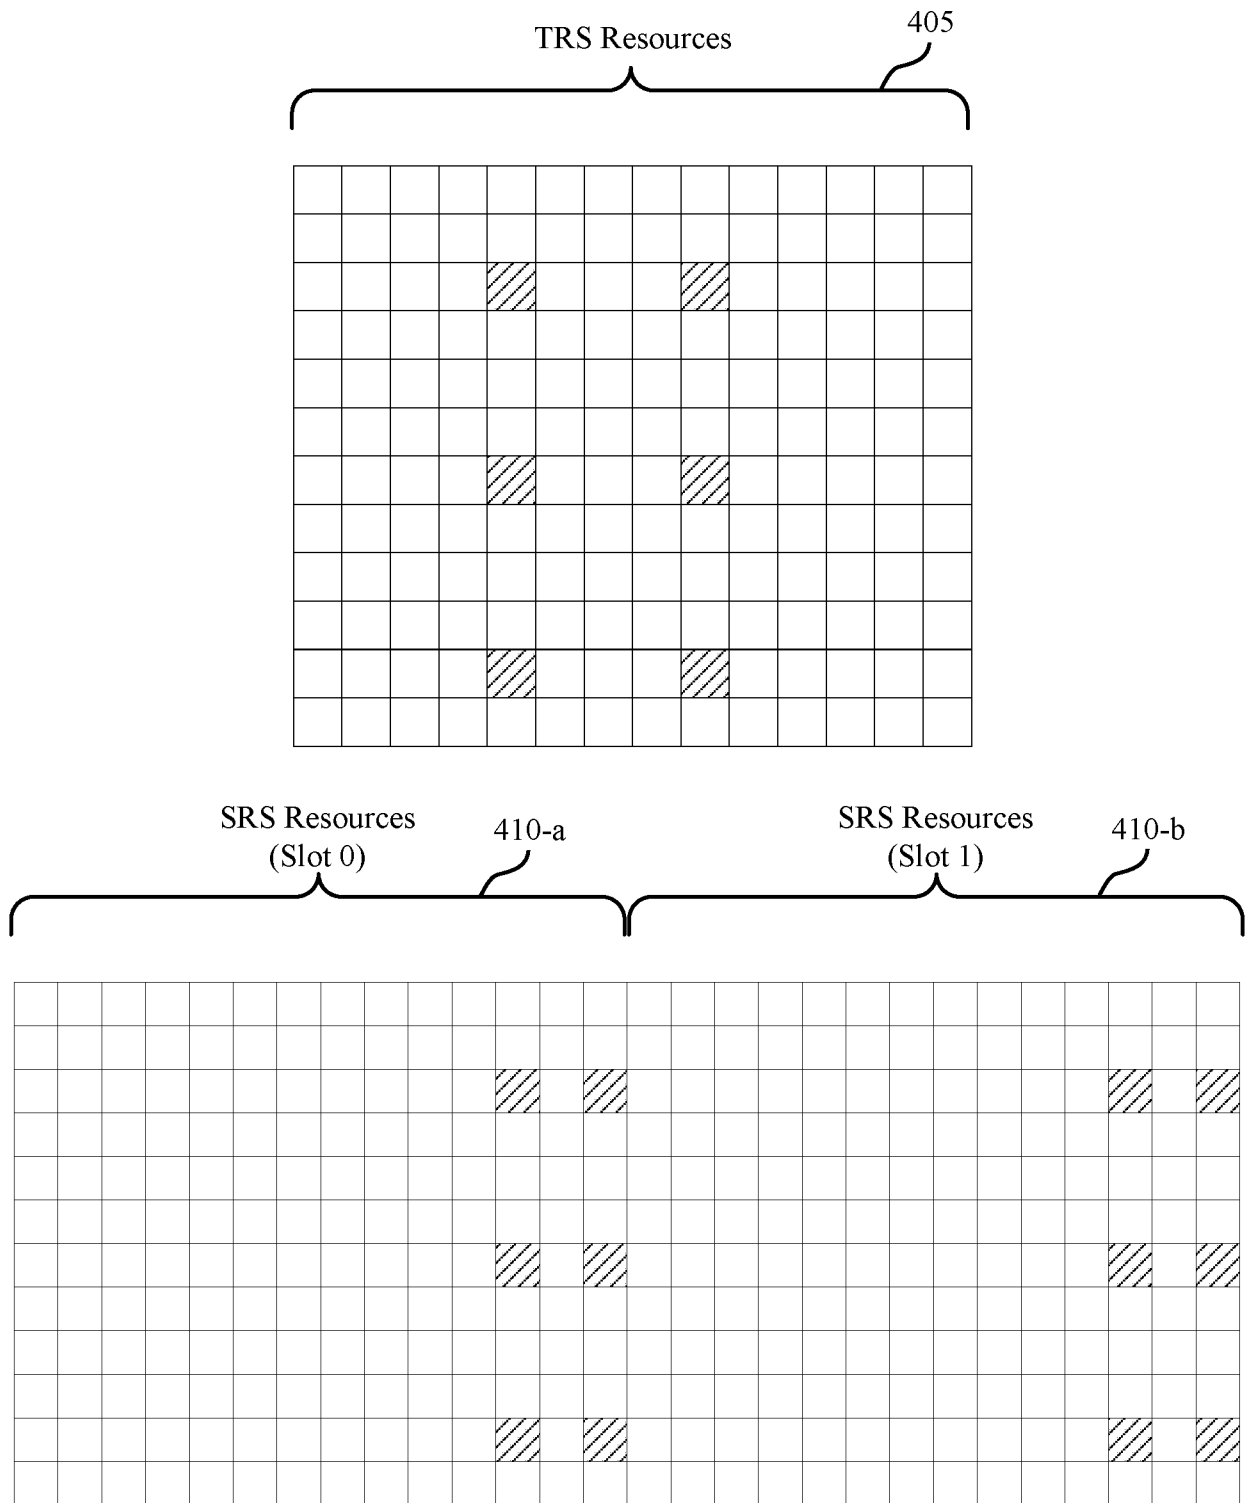 405
TRS Resources
SRS Resources
(Slot 0)
410-a
SRS Resources
(Slot 1)
410-b